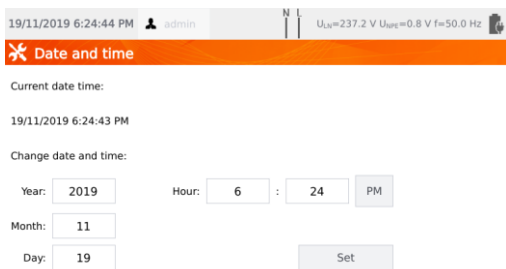 19/11/2019 6:24:44 PM admin N L ULN=237.2 V UNPE=0.8 V f=50.0 Hz
Date and time
Current date time:
19/11/2019 6:24:43 PM
Change date and time:
Year: 2019 Hour: 6 : 24 PM
Month: 11
Day: 19 Set